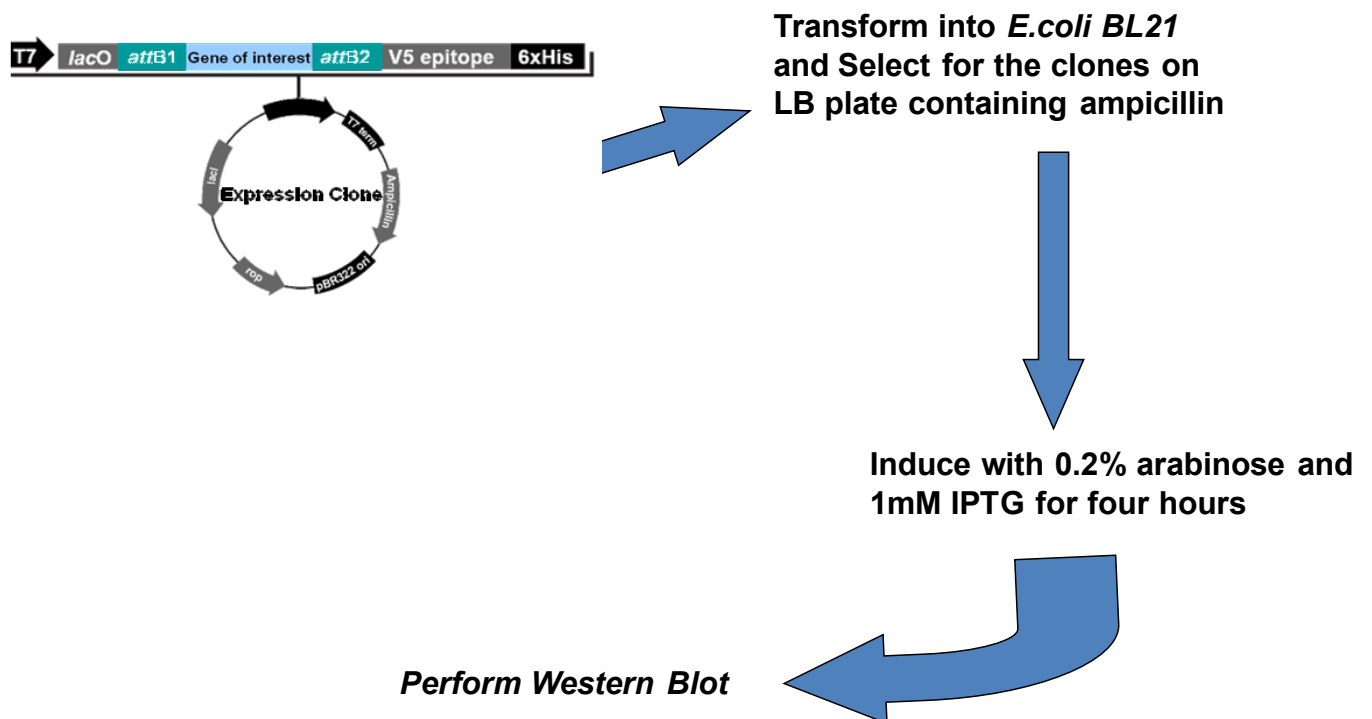 T7 lacO attB1 Gene of interest attB2 V5 epitope 6xHis
T7 term
Ampicillin
pBR322 ori
rop
lacI
Expression Clone
Transform into E.coli BL21
and Select for the clones on
LB plate containing ampicillin
Induce with 0.2% arabinose and
1mM IPTG for four hours
Perform Western Blot